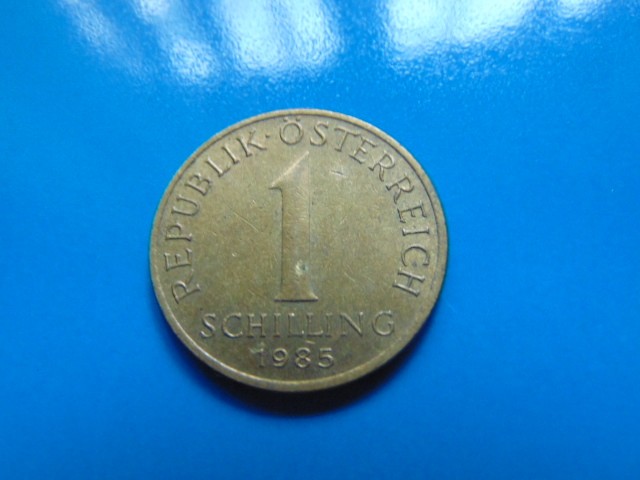 REPUBLIK · ÖSTERREICH
1
SCHILLING
1985